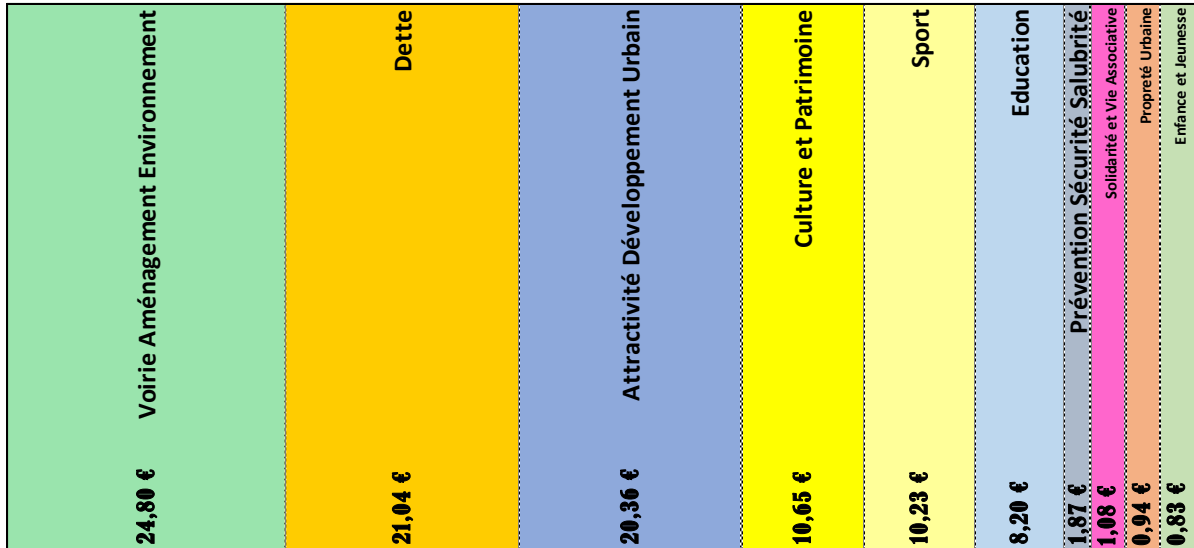 24,80 € Voirie Aménagement Environnement
21,04 € Dette
20,36 € Attractivité Développement Urbain
10,65 € Culture et Patrimoine
10,23 € Sport
8,20 € Education
1,87 € Prévention Sécurité Salubrité
1,08 € Solidarité et Vie Associative
0,94 € Propreté Urbaine
0,83 € Enfance et Jeunesse